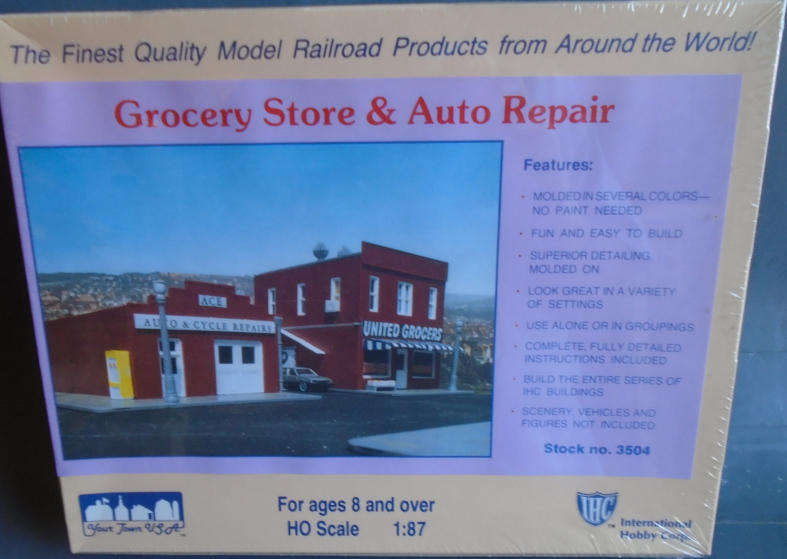 The Finest Quality Model Railroad Products from Around the World!
Grocery Store & Auto Repair
ACE
AUTO & CYCLE REPAIRS
UNITED GROCERS
Features:
• MOLDED IN SEVERAL COLORS—
NO PAINT NEEDED
• FUN AND EASY TO BUILD
• SUPERIOR DETAILING
MOLDED ON
• LOOK GREAT IN A VARIETY
OF SETTINGS
• USE ALONE OR IN GROUPINGS
• COMPLETE, FULLY DETAILED
INSTRUCTIONS INCLUDED
• BUILD THE ENTIRE SERIES OF
IHC BUILDINGS
• SCENERY, VEHICLES AND
FIGURES NOT INCLUDED
Stock no. 3504
Your Town U.S.A.™
For ages 8 and over
HO Scale 1:87
IHC™
International
Hobby Corp.